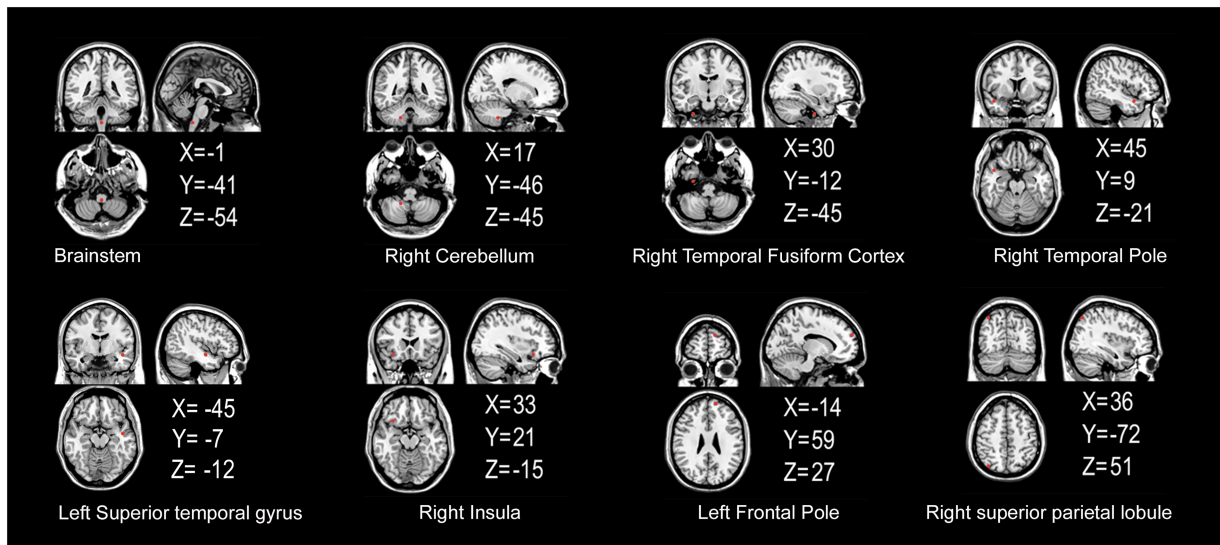 X=-1
Y=-41
Z=-54
Brainstem
X=17
Y=-46
Z=-45
Right Cerebellum
X=30
Y=-12
Z=-45
Right Temporal Fusiform Cortex
X=45
Y=9
Z=-21
Right Temporal Pole
X= -45
Y= -7
Z= -12
Left Superior temporal gyrus
X=33
Y=21
Z=-15
Right Insula
X=-14
Y=59
Z=27
Left Frontal Pole
X=36
Y=-72
Z=51
Right superior parietal lobule